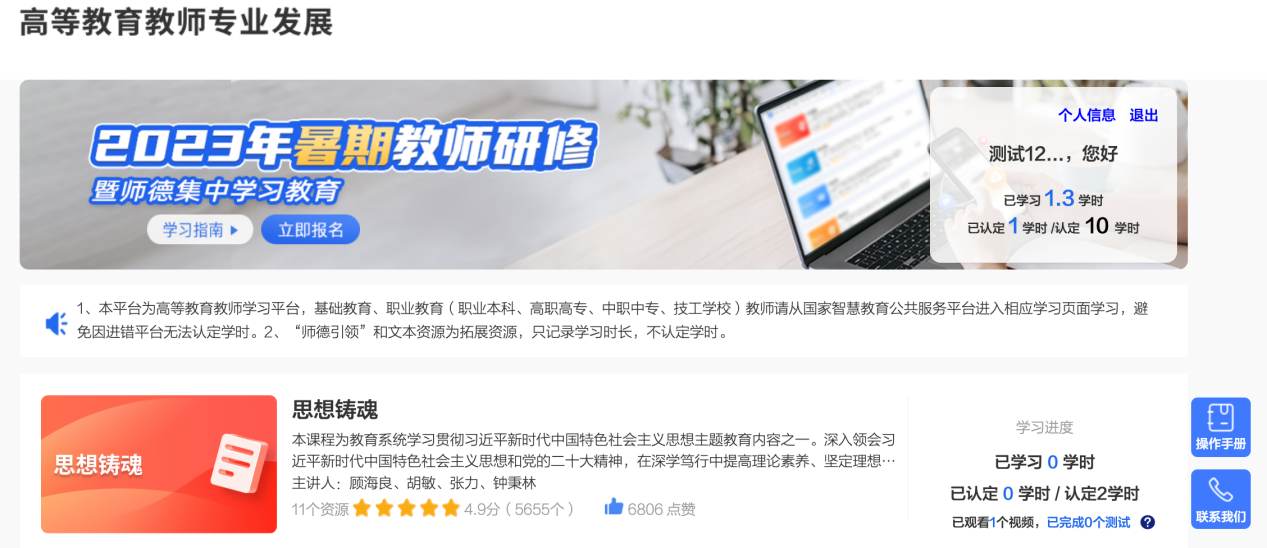 高等教育教师专业发展
2023年暑期教师研修
暨师德集中学习教育
学习指南
立即报名
个人信息 退出
测试12...，您好
已学习 1.3 学时
已认定 1 学时 /认定 10 学时
1、本平台为高等教育教师学习平台，基础教育、职业教育（职业本科、高职高专、中职中专、技工学校）教师请从国家智慧教育公共服务平台进入相应学习页面学习，避
免因进错平台无法认定学时。2、“师德引领”和文本资源为拓展资源，只记录学习时长，不认定学时。
思想铸魂
思想铸魂
本课程为教育系统学习贯彻习近平新时代中国特色社会主义思想主题教育内容之一。深入领会习
近平新时代中国特色社会主义思想和党的二十大精神，在深学笃行中提高理论素养、坚定理想…
主讲人：顾海良、胡敏、张力、钟秉林
11个资源 4.9分（5655个） 6806 点赞
学习进度
已学习 0 学时
已认定 0 学时 / 认定2学时
已观看1个视频，已完成0个测试 ?
操作手册
联系我们